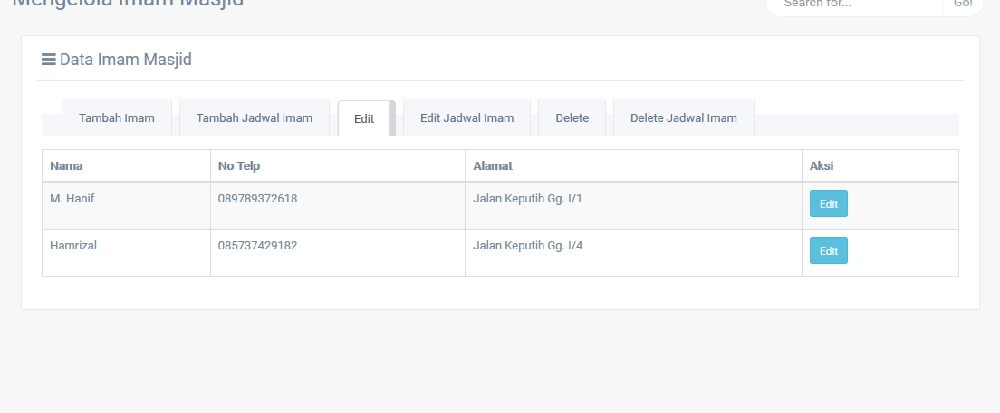 Mengelola Imam Masjid
Search for...
Go!
Data Imam Masjid
Tambah Imam
Tambah Jadwal Imam
Edit
Edit Jadwal Imam
Delete
Delete Jadwal Imam
Nama No Telp Alamat Aksi
M. Hanif 089789372618 Jalan Keputih Gg. I/1 Edit
Hamrizal 085737429182 Jalan Keputih Gg. I/4 Edit